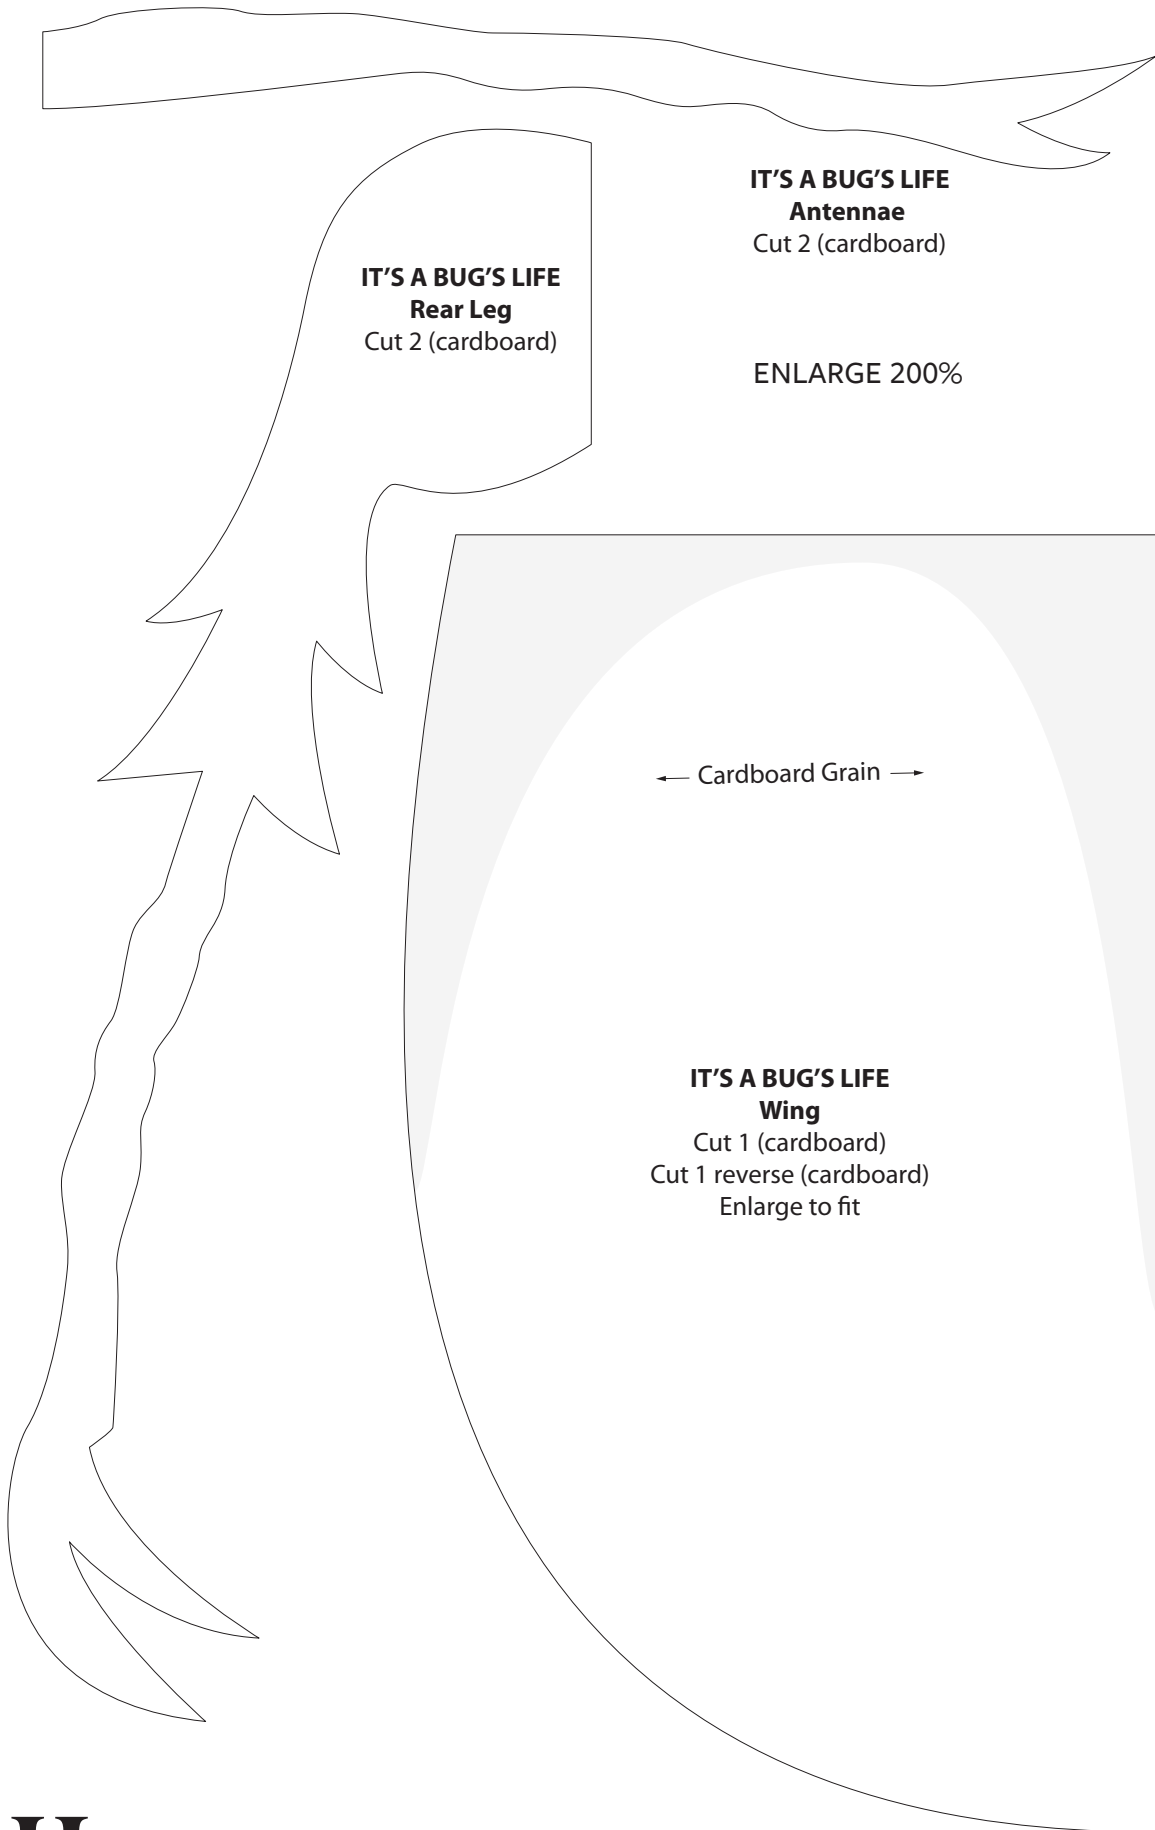 IT’S A BUG’S LIFE
Antennae
Cut 2 (cardboard)
IT’S A BUG’S LIFE
Rear Leg
Cut 2 (cardboard)
ENLARGE 200%
Cardboard Grain
IT’S A BUG’S LIFE
Wing
Cut 1 (cardboard)
Cut 1 reverse (cardboard)
Enlarge to fit